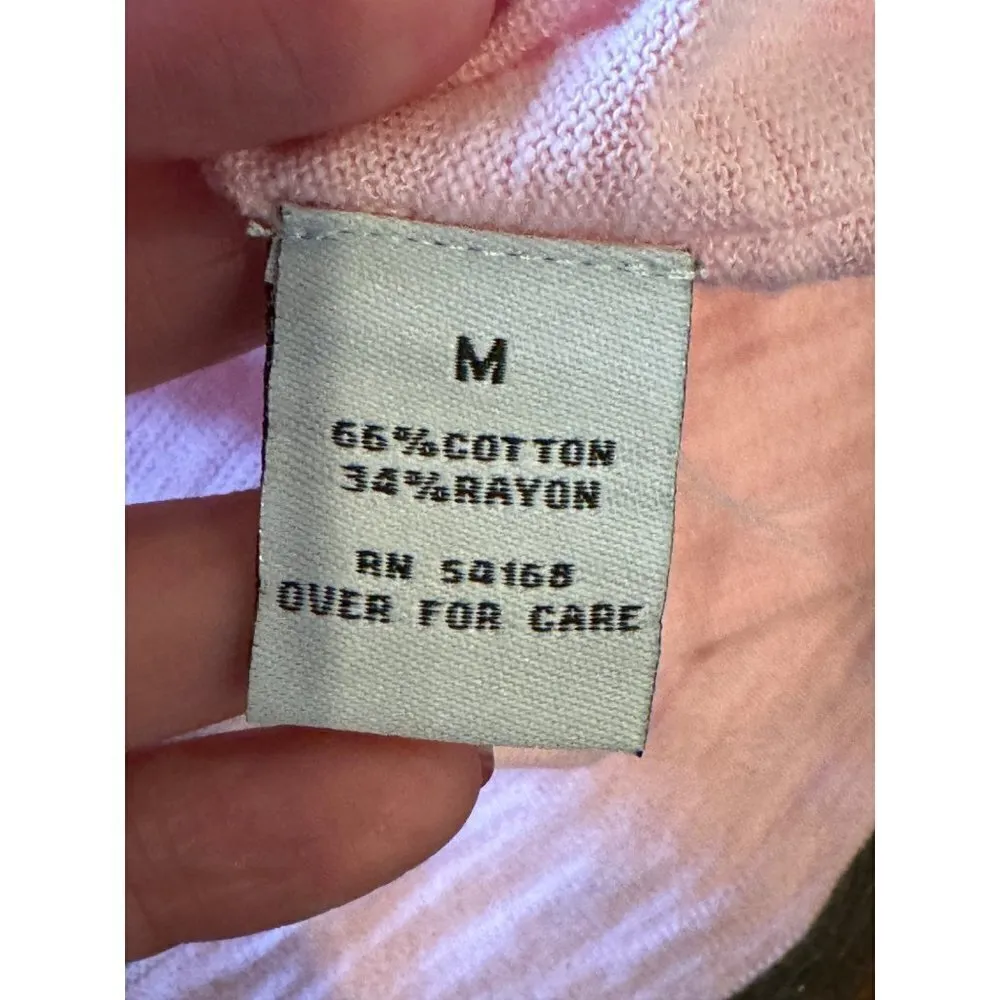 M
66%COTTON
34%RAYON
RN 54168
OVER FOR CARE